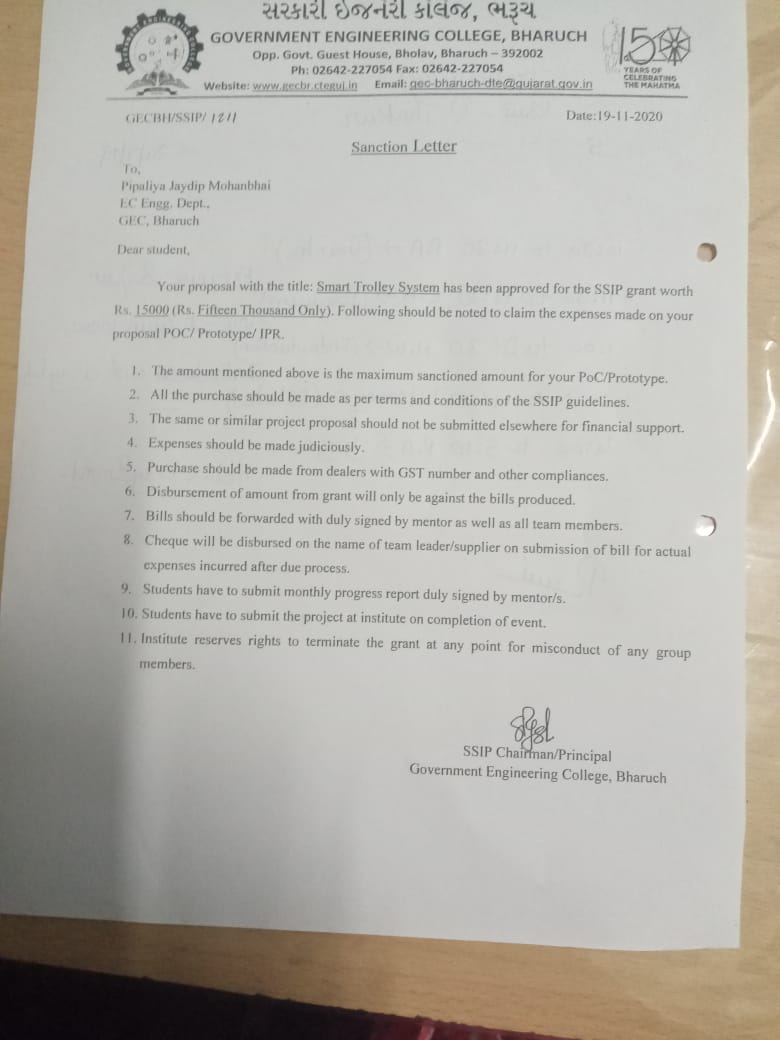 સરકારી ઇજનેરી કોલેજ, ભરૂચ
GOVERNMENT ENGINEERING COLLEGE, BHARUCH
Opp. Govt. Guest House, Bholav, Bharuch – 392002
Ph: 02642-227054 Fax: 02642-227054
Website: www.gecbr.cteguj.in Email: gec-bharuch-dte@gujarat.gov.in
150
YEARS OF
CELEBRATING
THE MAHATMA
GECBH/SSIP/ 1211
Date:19-11-2020
Sanction Letter
To,
Pipaliya Jaydip Mohanbhai
EC Engg. Dept.,
GEC, Bharuch
Dear student,
Your proposal with the title: Smart Trolley System has been approved for the SSIP grant worth
Rs. 15000 (Rs. Fifteen Thousand Only). Following should be noted to claim the expenses made on your
proposal POC/ Prototype/ IPR.
1. The amount mentioned above is the maximum sanctioned amount for your PoC/Prototype.
2. All the purchase should be made as per terms and conditions of the SSIP guidelines.
3. The same or similar project proposal should not be submitted elsewhere for financial support.
4. Expenses should be made judiciously.
5. Purchase should be made from dealers with GST number and other compliances.
6. Disbursement of amount from grant will only be against the bills produced.
7. Bills should be forwarded with duly signed by mentor as well as all team members.
8. Cheque will be disbursed on the name of team leader/supplier on submission of bill for actual
expenses incurred after due process.
9. Students have to submit monthly progress report duly signed by mentor/s.
10. Students have to submit the project at institute on completion of event.
11. Institute reserves rights to terminate the grant at any point for misconduct of any group
members.
SSIP Chairman/Principal
Government Engineering College, Bharuch